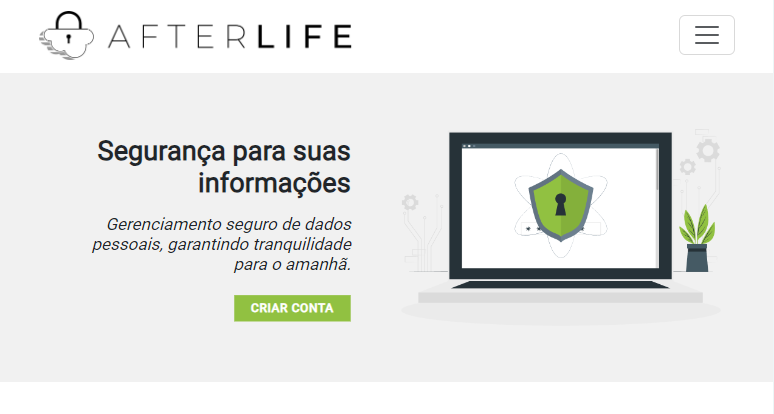 AFTERLIFE
Segurança para suas
informações
Gerenciamento seguro de dados
pessoais, garantindo tranquilidade
para o amanhã.
CRIAR CONTA